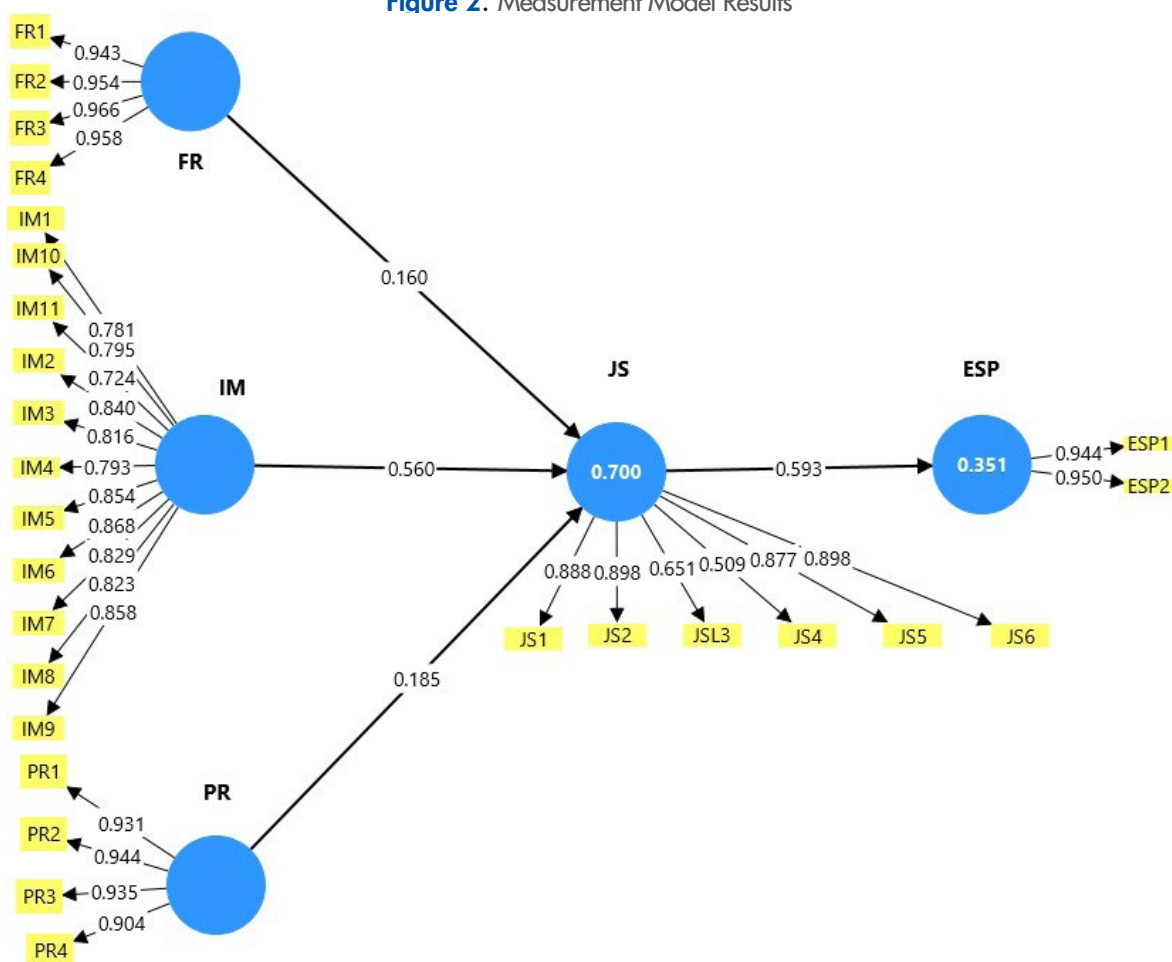 Figure 2. Measurement Model Results
FR1
0.943
FR2
0.954
FR3
0.966
FR4
0.958
FR
IM1
0.781
IM10
0.795
IM11
0.724
IM2
0.840
IM3
0.816
IM4
0.793
IM5
0.854
IM6
0.868
IM7
0.829
IM8
0.823
IM9
0.858
IM
PR1
0.931
PR2
0.944
PR3
0.935
PR4
0.904
PR
0.160
0.560
0.185
JS
0.700
0.593
ESP
0.351
0.944
ESP1
0.950
ESP2
0.888
0.898
0.651
0.509
0.877
0.898
JS1
JS2
JSL3
JS4
JS5
JS6